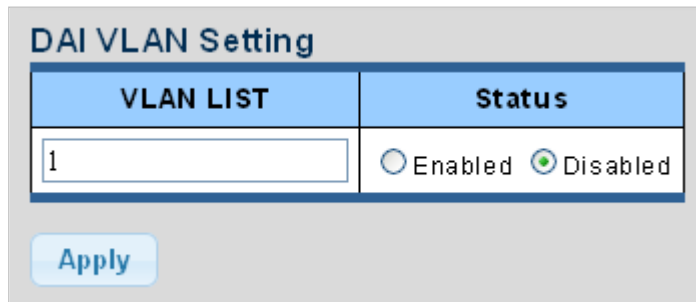 DAI VLAN Setting
VLAN LIST Status
1 Enabled Disabled
Apply